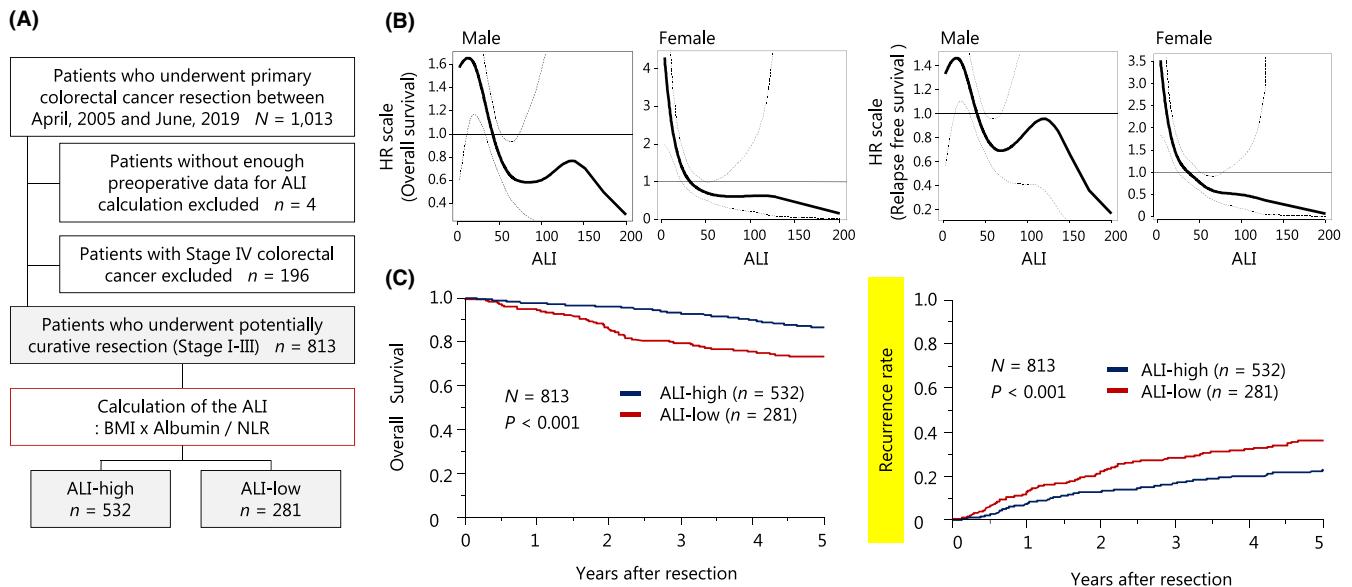 (A)
Patients who underwent primary
colorectal cancer resection between
April, 2005 and June, 2019 N = 1,013
Patients without enough
preoperative data for ALI
calculation excluded n = 4
Patients with Stage IV colorectal
cancer excluded n = 196
Patients who underwent potentially
curative resection (Stage I-III) n = 813
Calculation of the ALI
: BMI x Albumin / NLR
ALI-high
n = 532
ALI-low
n = 281
(B)
Male
HR scale
(Overall survival)
1.6
1.4
1.2
1.0
0.8
0.6
0.4
0 50 100 150 200
ALI
Female
4
3
2
1
0
0 50 100 150 200
ALI
Male
HR scale
(Relapse free survival )
1.4
1.2
1.0
0.8
0.6
0.4
0.2
0 50 100 150 200
ALI
Female
3.5
3.0
2.5
2.0
1.5
1.0
0.5
0.0
0 50 100 150 200
ALI
(C)
Overall Survival
1.0
0.8
0.6
0.4
0.2
0
N = 813
P < 0.001
ALI-high (n = 532)
ALI-low (n = 281)
0 1 2 3 4 5
Years after resection
Recurrence rate
1.0
0.8
0.6
0.4
0.2
0
N = 813
P < 0.001
ALI-high (n = 532)
ALI-low (n = 281)
0 1 2 3 4 5
Years after resection